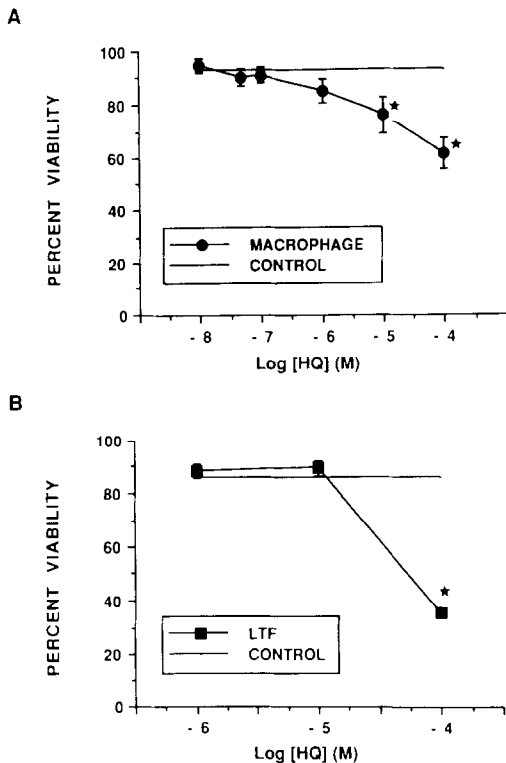 A
100
80
60
40
20
0
PERCENT VIABILITY
MACROPHAGE
CONTROL
- 8 - 7 - 6 - 5 - 4
Log [HQ] (M)
B
100
80
60
40
20
0
PERCENT VIABILITY
LTF
CONTROL
- 6 - 5 - 4
Log [HQ] (M)